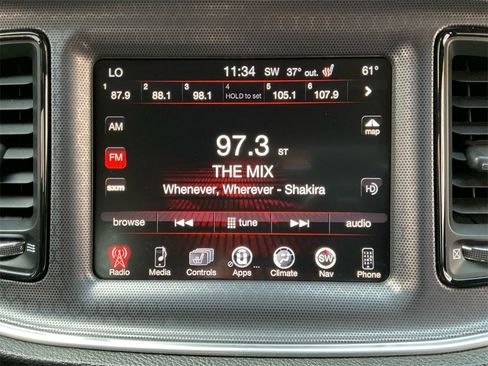 LO 11:34 SW 37° out. 61°
1 87.9 2 88.1 3 98.1 4 HOLD to set 5 105.1 6 107.9
AM
map
97.3 ST
FM
THE MIX
Whenever, Wherever - Shakira
sxm
HD
browse tune audio
SW
Radio Media Controls Apps ... Climate Nav Phone